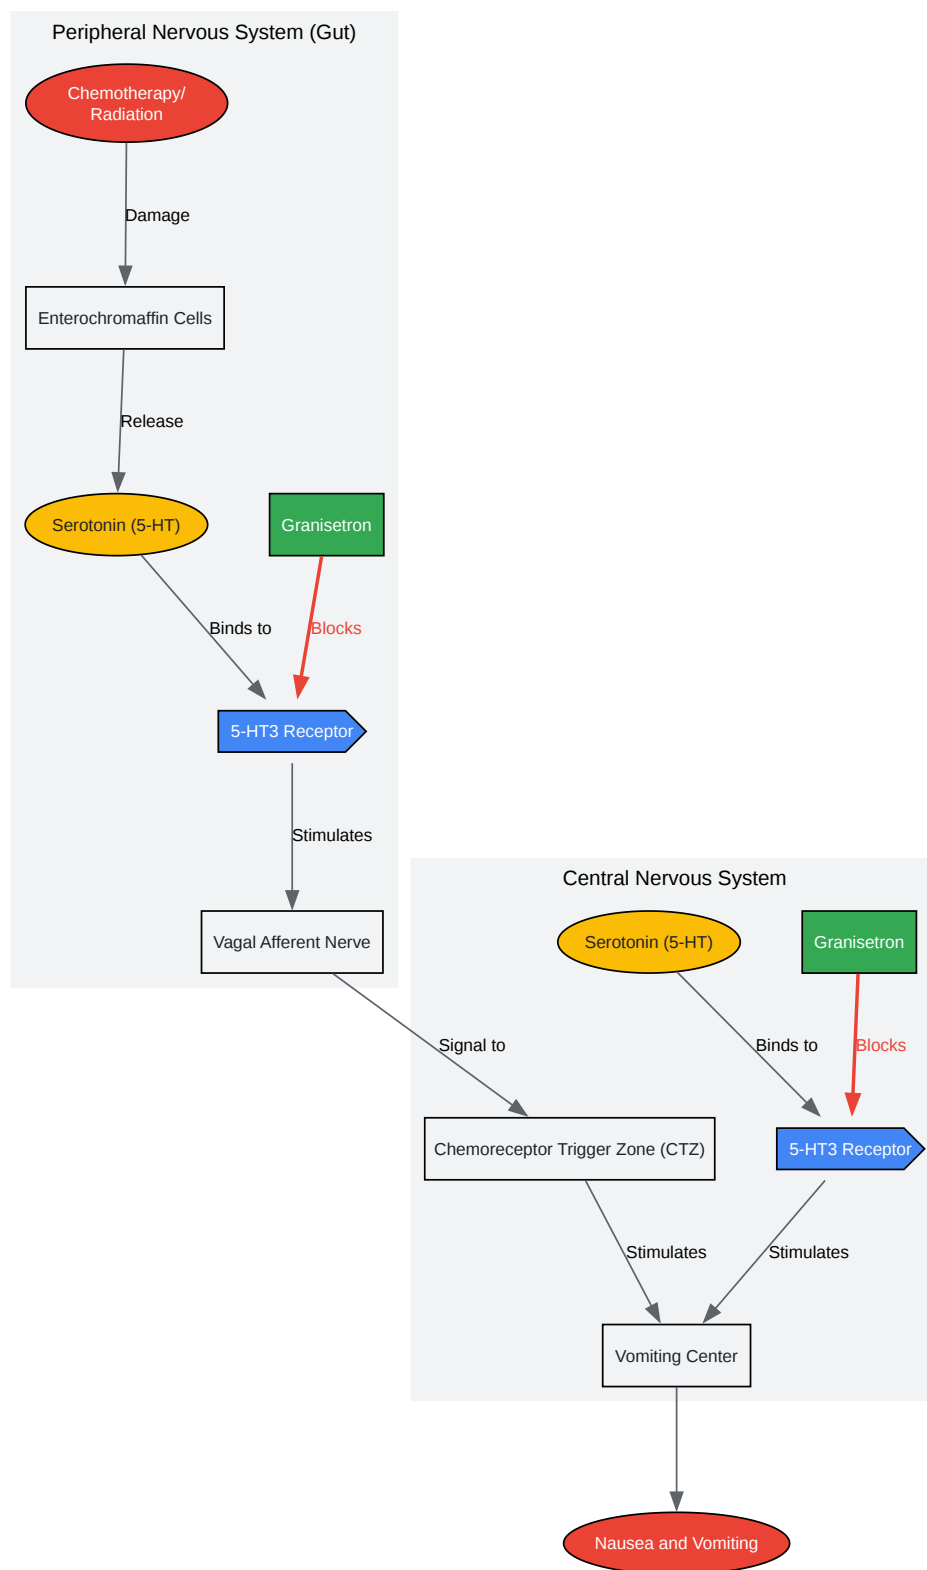 Peripheral Nervous System (Gut)
Chemotherapy/
Radiation
Damage
Enterochromaffin Cells
Release
Serotonin (5-HT)
Granisetron
Binds to
Blocks
5-HT3 Receptor
Stimulates
Vagal Afferent Nerve
Central Nervous System
Serotonin (5-HT)
Granisetron
Signal to
Binds to
Blocks
Chemoreceptor Trigger Zone (CTZ)
5-HT3 Receptor
Stimulates
Stimulates
Vomiting Center
Nausea and Vomiting